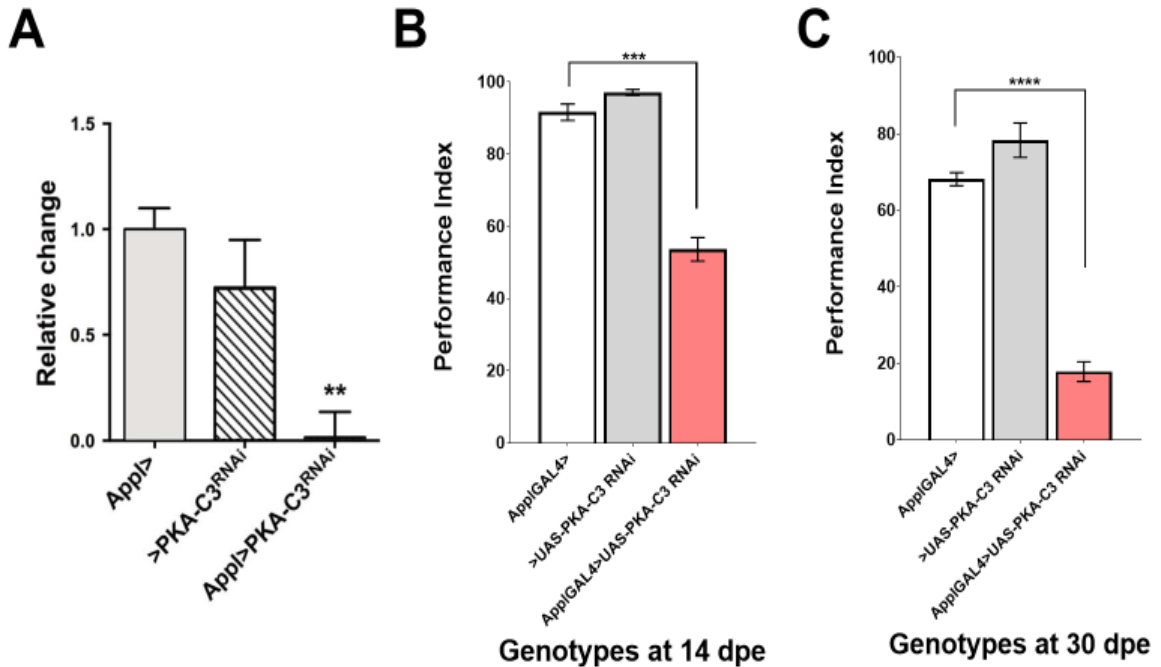 A
Relative change
1.5
1.0
0.5
0.0
**
Appl>
>PKA-C3RNAi
Appl>PKA-C3RNAi
B
Performance Index
100
80
60
40
20
0
***
ApplGAL4>
>UAS-PKA-C3 RNAi
ApplGAL4>UAS-PKA-C3 RNAi
Genotypes at 14 dpe
C
Performance Index
100
80
60
40
20
0
****
ApplGAL4>
>UAS-PKA-C3 RNAi
ApplGAL4>UAS-PKA-C3 RNAi
Genotypes at 30 dpe